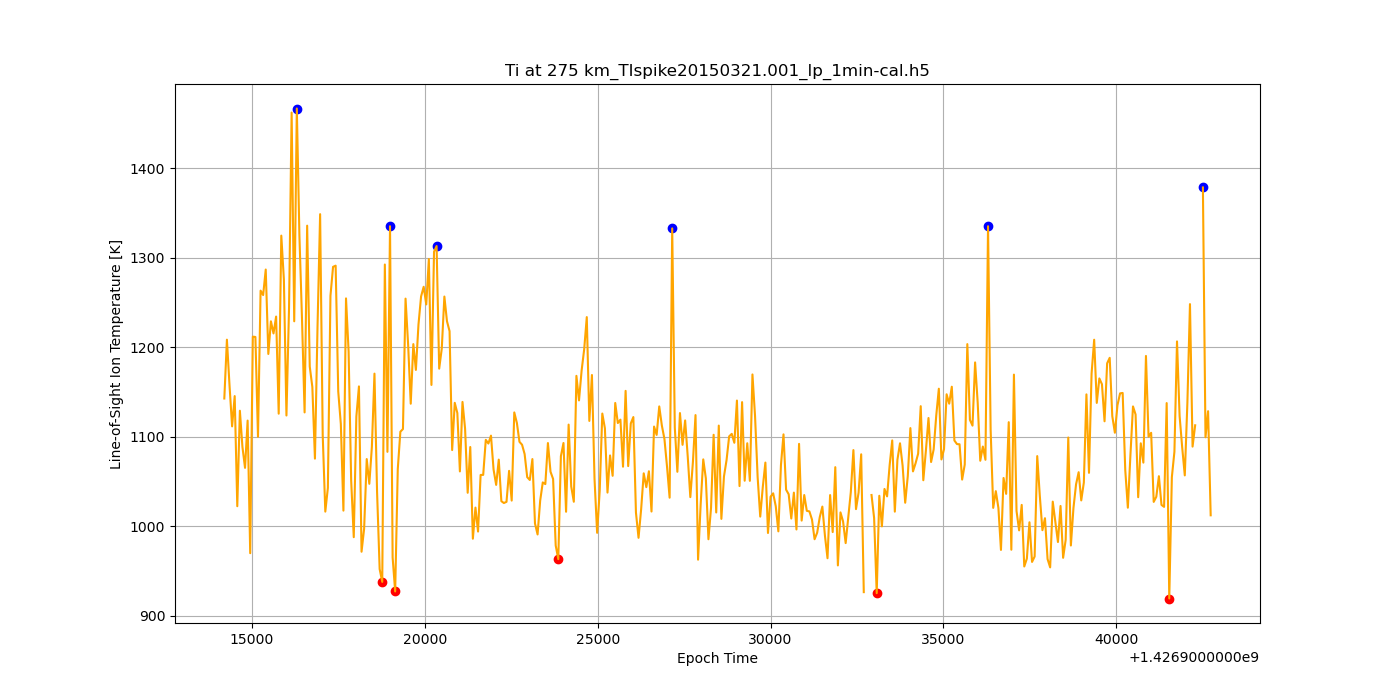 Ti at 275 km_TIspike20150321.001_lp_1min-cal.h5
Line-of-Sight Ion Temperature [K]
1400
1300
1200
1100
1000
900
15000 20000 25000 30000 35000 40000
Epoch Time
+1.4269000000e9